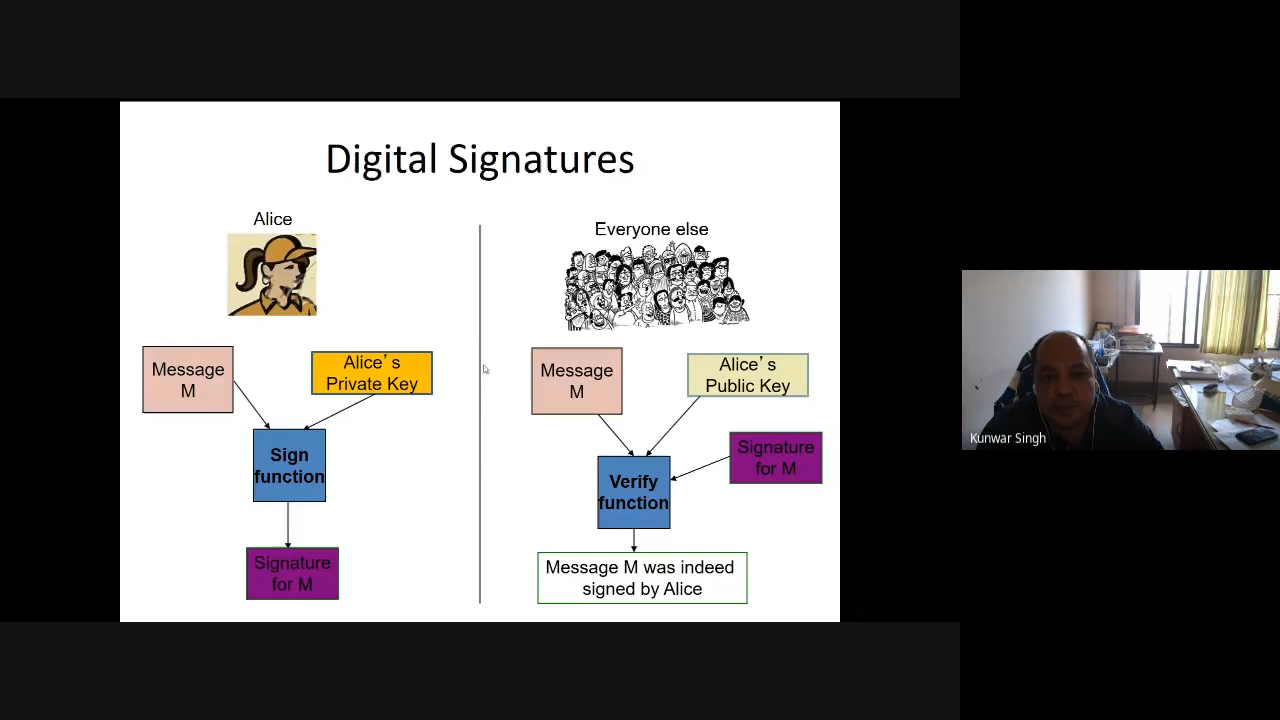 Digital Signatures
Alice
Message
M
Alice’s
Private Key
Sign
function
Signature
for M
Everyone else
Message
M
Alice’s
Public Key
Signature
for M
Verify
function
Message M was indeed
signed by Alice
Kunwar Singh